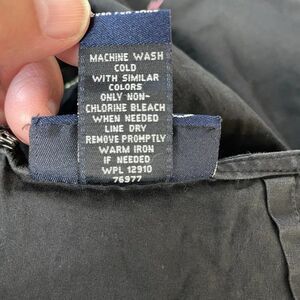 MACHINE WASH
COLD
WITH SIMILAR
COLORS
ONLY NON-
CHLORINE BLEACH
WHEN NEEDED
LINE DRY
REMOVE PROMPTLY
WARM IRON
IF NEEDED
WPL 12910
76977